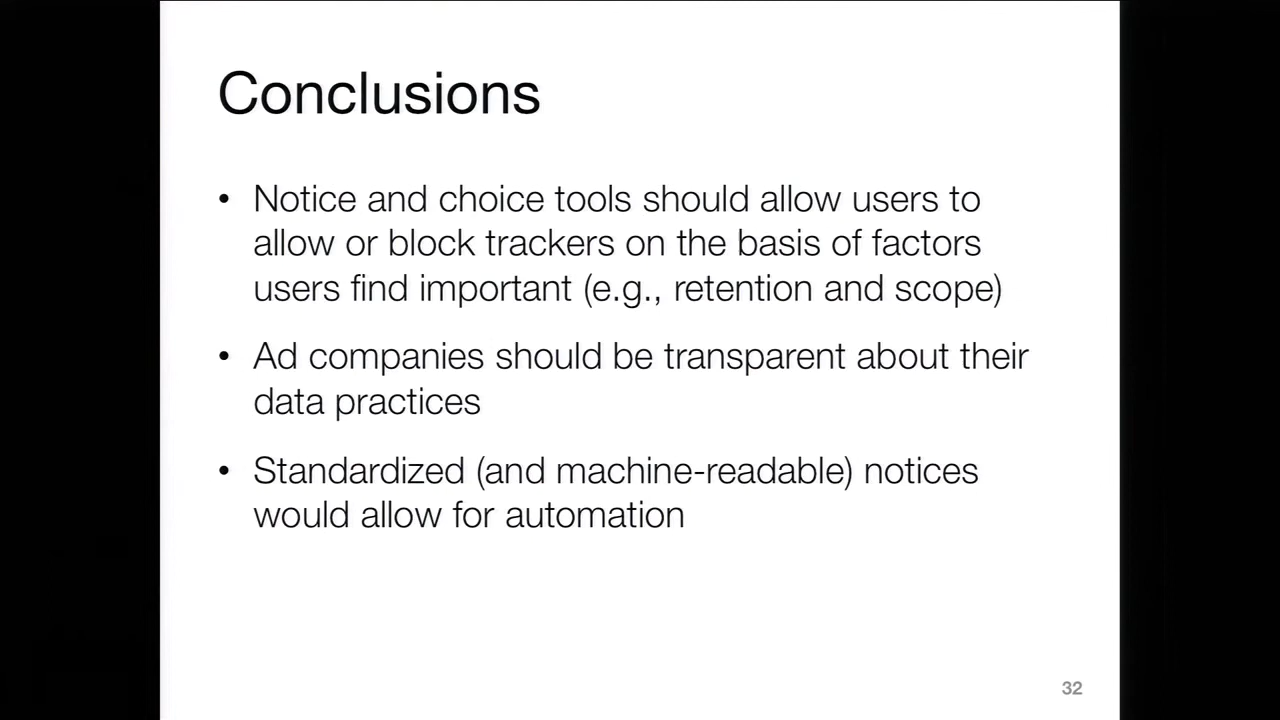 Conclusions
• Notice and choice tools should allow users to
allow or block trackers on the basis of factors
users find important (e.g., retention and scope)
• Ad companies should be transparent about their
data practices
• Standardized (and machine-readable) notices
would allow for automation
32